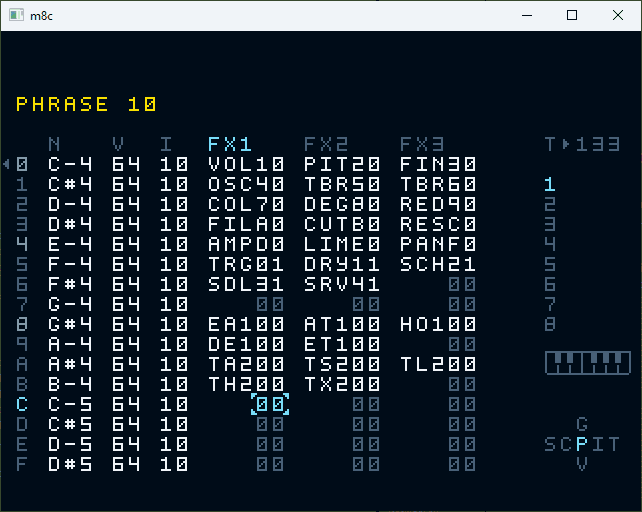 m8c
PHRASE 10
N V I FX1 FX2 FX3 T▸133
0 C-4 64 10 VOL10 PIT20 FIN30
1 C#4 64 10 OSC40 TBR50 TBR60 1
2 D-4 64 10 COL70 DEG80 RED90 2
3 D#4 64 10 FILA0 CUTB0 RESC0 3
4 E-4 64 10 AMPD0 LIME0 PANF0 4
5 F-4 64 10 TRG01 DRY11 SCH21 5
6 F#4 64 10 SDL31 SRV41 00 6
7 G-4 64 10 00 00 00 7
8 G#4 64 10 EA100 AT100 HO100 8
9 A-4 64 10 DE100 ET100 00
A A#4 64 10 TA200 TS200 TL200
B B-4 64 10 TH200 TX200 00
C C-5 64 10 00 00 00
D C#5 64 10 00 00 00 G
E D-5 64 10 00 00 00 SCPIT
F D#5 64 10 00 00 00 V